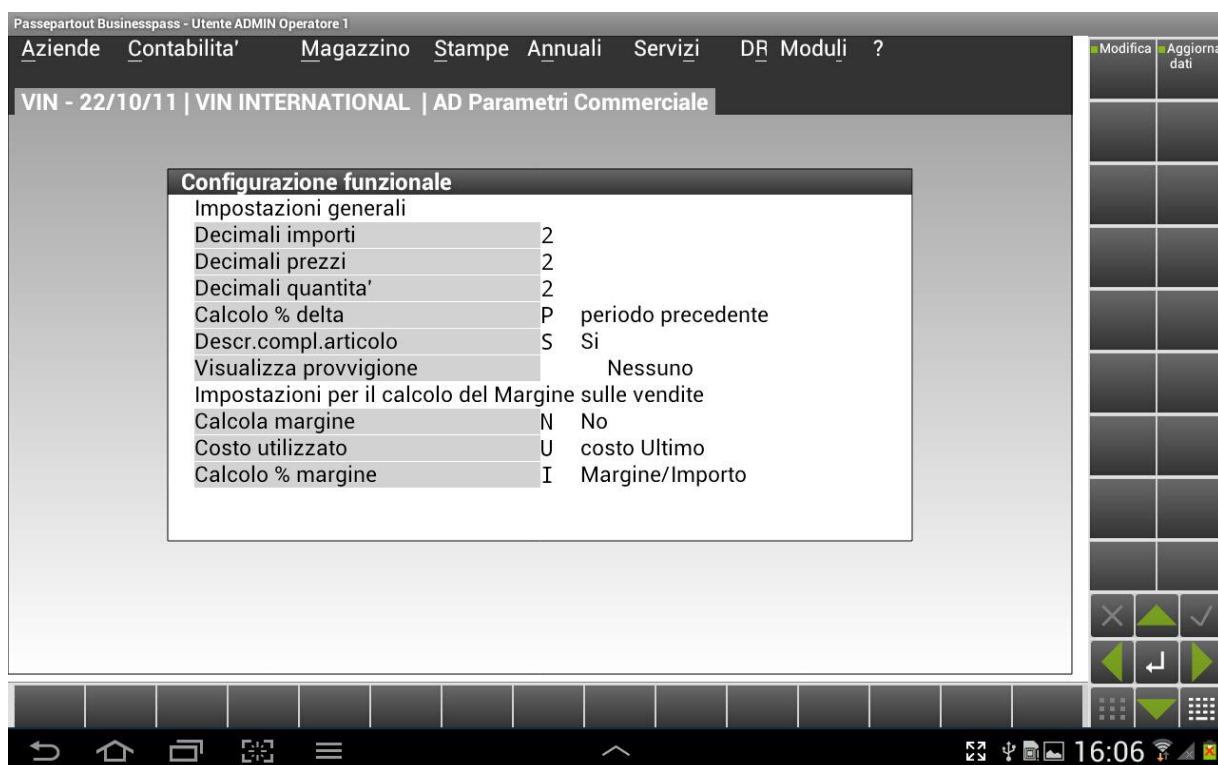 Passepartout Businesspass - Utente ADMIN Operatore 1
Aziende Contabilita' Magazzino Stampe Annuali Servizi DR Moduli ?
Modifica Aggiorna dati
VIN - 22/10/11 | VIN INTERNATIONAL | AD Parametri Commerciale
Configurazione funzionale
Impostazioni generali
Decimali importi 2
Decimali prezzi 2
Decimali quantita' 2
Calcolo % delta P periodo precedente
Descr.compl.articolo S Si
Visualizza provvigione Nessuno
Impostazioni per il calcolo del Margine sulle vendite
Calcola margine N No
Costo utilizzato U costo Ultimo
Calcolo % margine I Margine/Importo
16:06